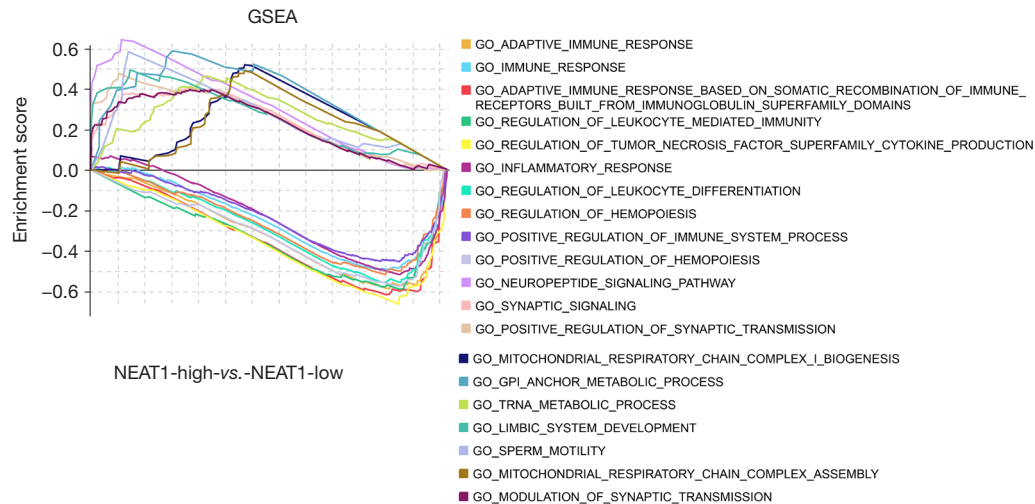 GSEA
Enrichment score
0.6
0.4
0.2
0.0
−0.2
−0.4
−0.6
NEAT1-high-vs.-NEAT1-low
GO_ADAPTIVE_IMMUNE_RESPONSE
GO_IMMUNE_RESPONSE
GO_ADAPTIVE_IMMUNE_RESPONSE_BASED_ON_SOMATIC_RECOMBINATION_OF_IMMUNE_
RECEPTORS_BUILT_FROM_IMMUNOGLOBULIN_SUPERFAMILY_DOMAINS
GO_REGULATION_OF_LEUKOCYTE_MEDIATED_IMMUNITY
GO_REGULATION_OF_TUMOR_NECROSIS_FACTOR_SUPERFAMILY_CYTOKINE_PRODUCTION
GO_INFLAMMATORY_RESPONSE
GO_REGULATION_OF_LEUKOCYTE_DIFFERENTIATION
GO_REGULATION_OF_HEMOPOIESIS
GO_POSITIVE_REGULATION_OF_IMMUNE_SYSTEM_PROCESS
GO_POSITIVE_REGULATION_OF_HEMOPOIESIS
GO_NEUROPEPTIDE_SIGNALING_PATHWAY
GO_SYNAPTIC_SIGNALING
GO_POSITIVE_REGULATION_OF_SYNAPTIC_TRANSMISSION
GO_MITOCHONDRIAL_RESPIRATORY_CHAIN_COMPLEX_I_BIOGENESIS
GO_GPI_ANCHOR_METABOLIC_PROCESS
GO_TRNA_METABOLIC_PROCESS
GO_LIMBIC_SYSTEM_DEVELOPMENT
GO_SPERM_MOTILITY
GO_MITOCHONDRIAL_RESPIRATORY_CHAIN_COMPLEX_ASSEMBLY
GO_MODULATION_OF_SYNAPTIC_TRANSMISSION